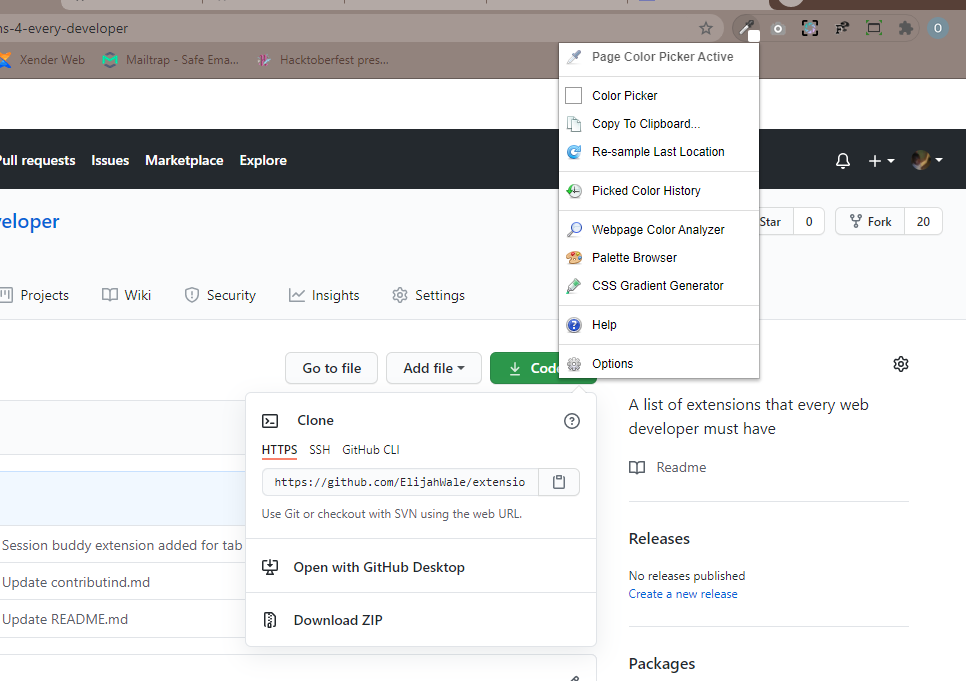 ns-4-every-developer
O
Xender Web
Mailtrap - Safe Ema...
Hacktoberfest pres...
Page Color Picker Active
Color Picker
Copy To Clipboard...
Re-sample Last Location
Picked Color History
Webpage Color Analyzer
Palette Browser
CSS Gradient Generator
Help
Options
Pull requests Issues Marketplace Explore
veloper
Star 0 Fork 20
Projects Wiki Security Insights Settings
Go to file Add file Code
Clone
HTTPS SSH GitHub CLI
https://github.com/ElijahWale/extensio
Use Git or checkout with SVN using the web URL.
Open with GitHub Desktop
Download ZIP
Session buddy extension added for tab
Update contributind.md
Update README.md
A list of extensions that every web
developer must have
Readme
Releases
No releases published
Create a new release
Packages